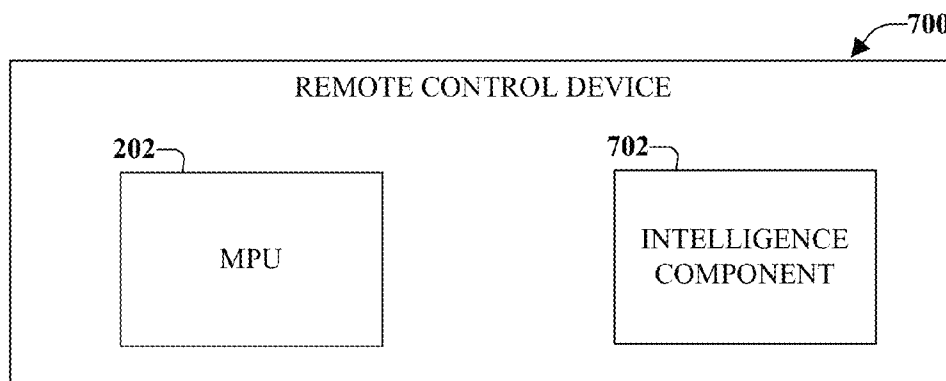 700
REMOTE CONTROL DEVICE
202
702
MPU
INTELLIGENCE
COMPONENT